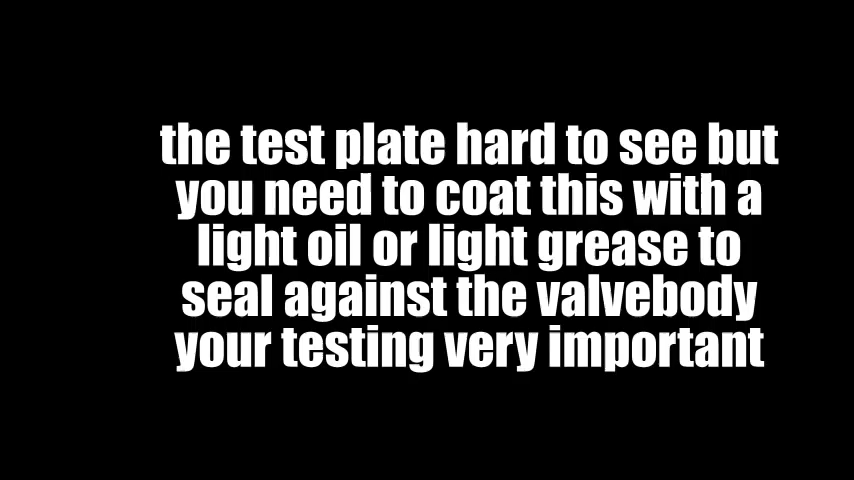 the test plate hard to see but
you need to coat this with a
light oil or light grease to
seal against the valvebody
your testing very important